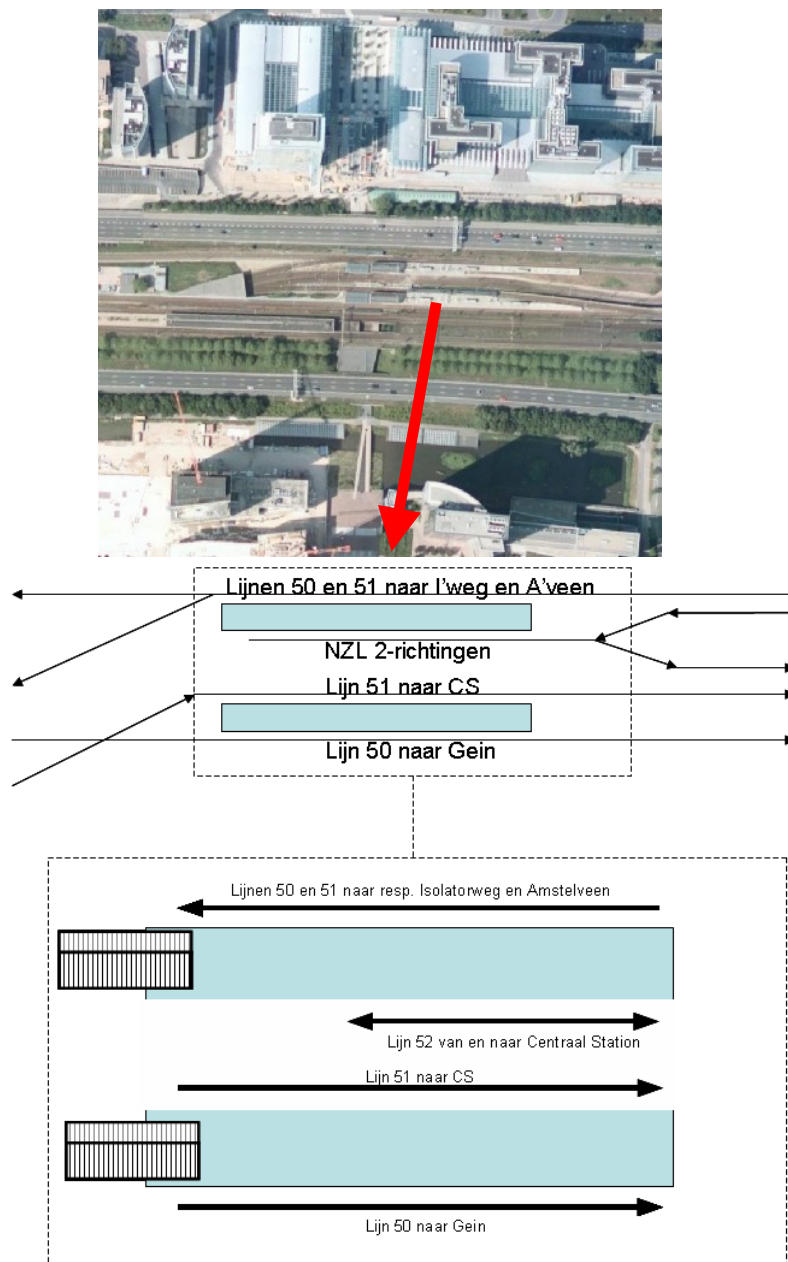 Lijnen 50 en 51 naar I'weg en A'veen
NZL 2-richtingen
Lijn 51 naar CS
Lijn 50 naar Gein
Lijnen 50 en 51 naar resp. Isolatorweg en Amstelveen
Lijn 52 van en naar Centraal Station
Lijn 51 naar CS
Lijn 50 naar Gein